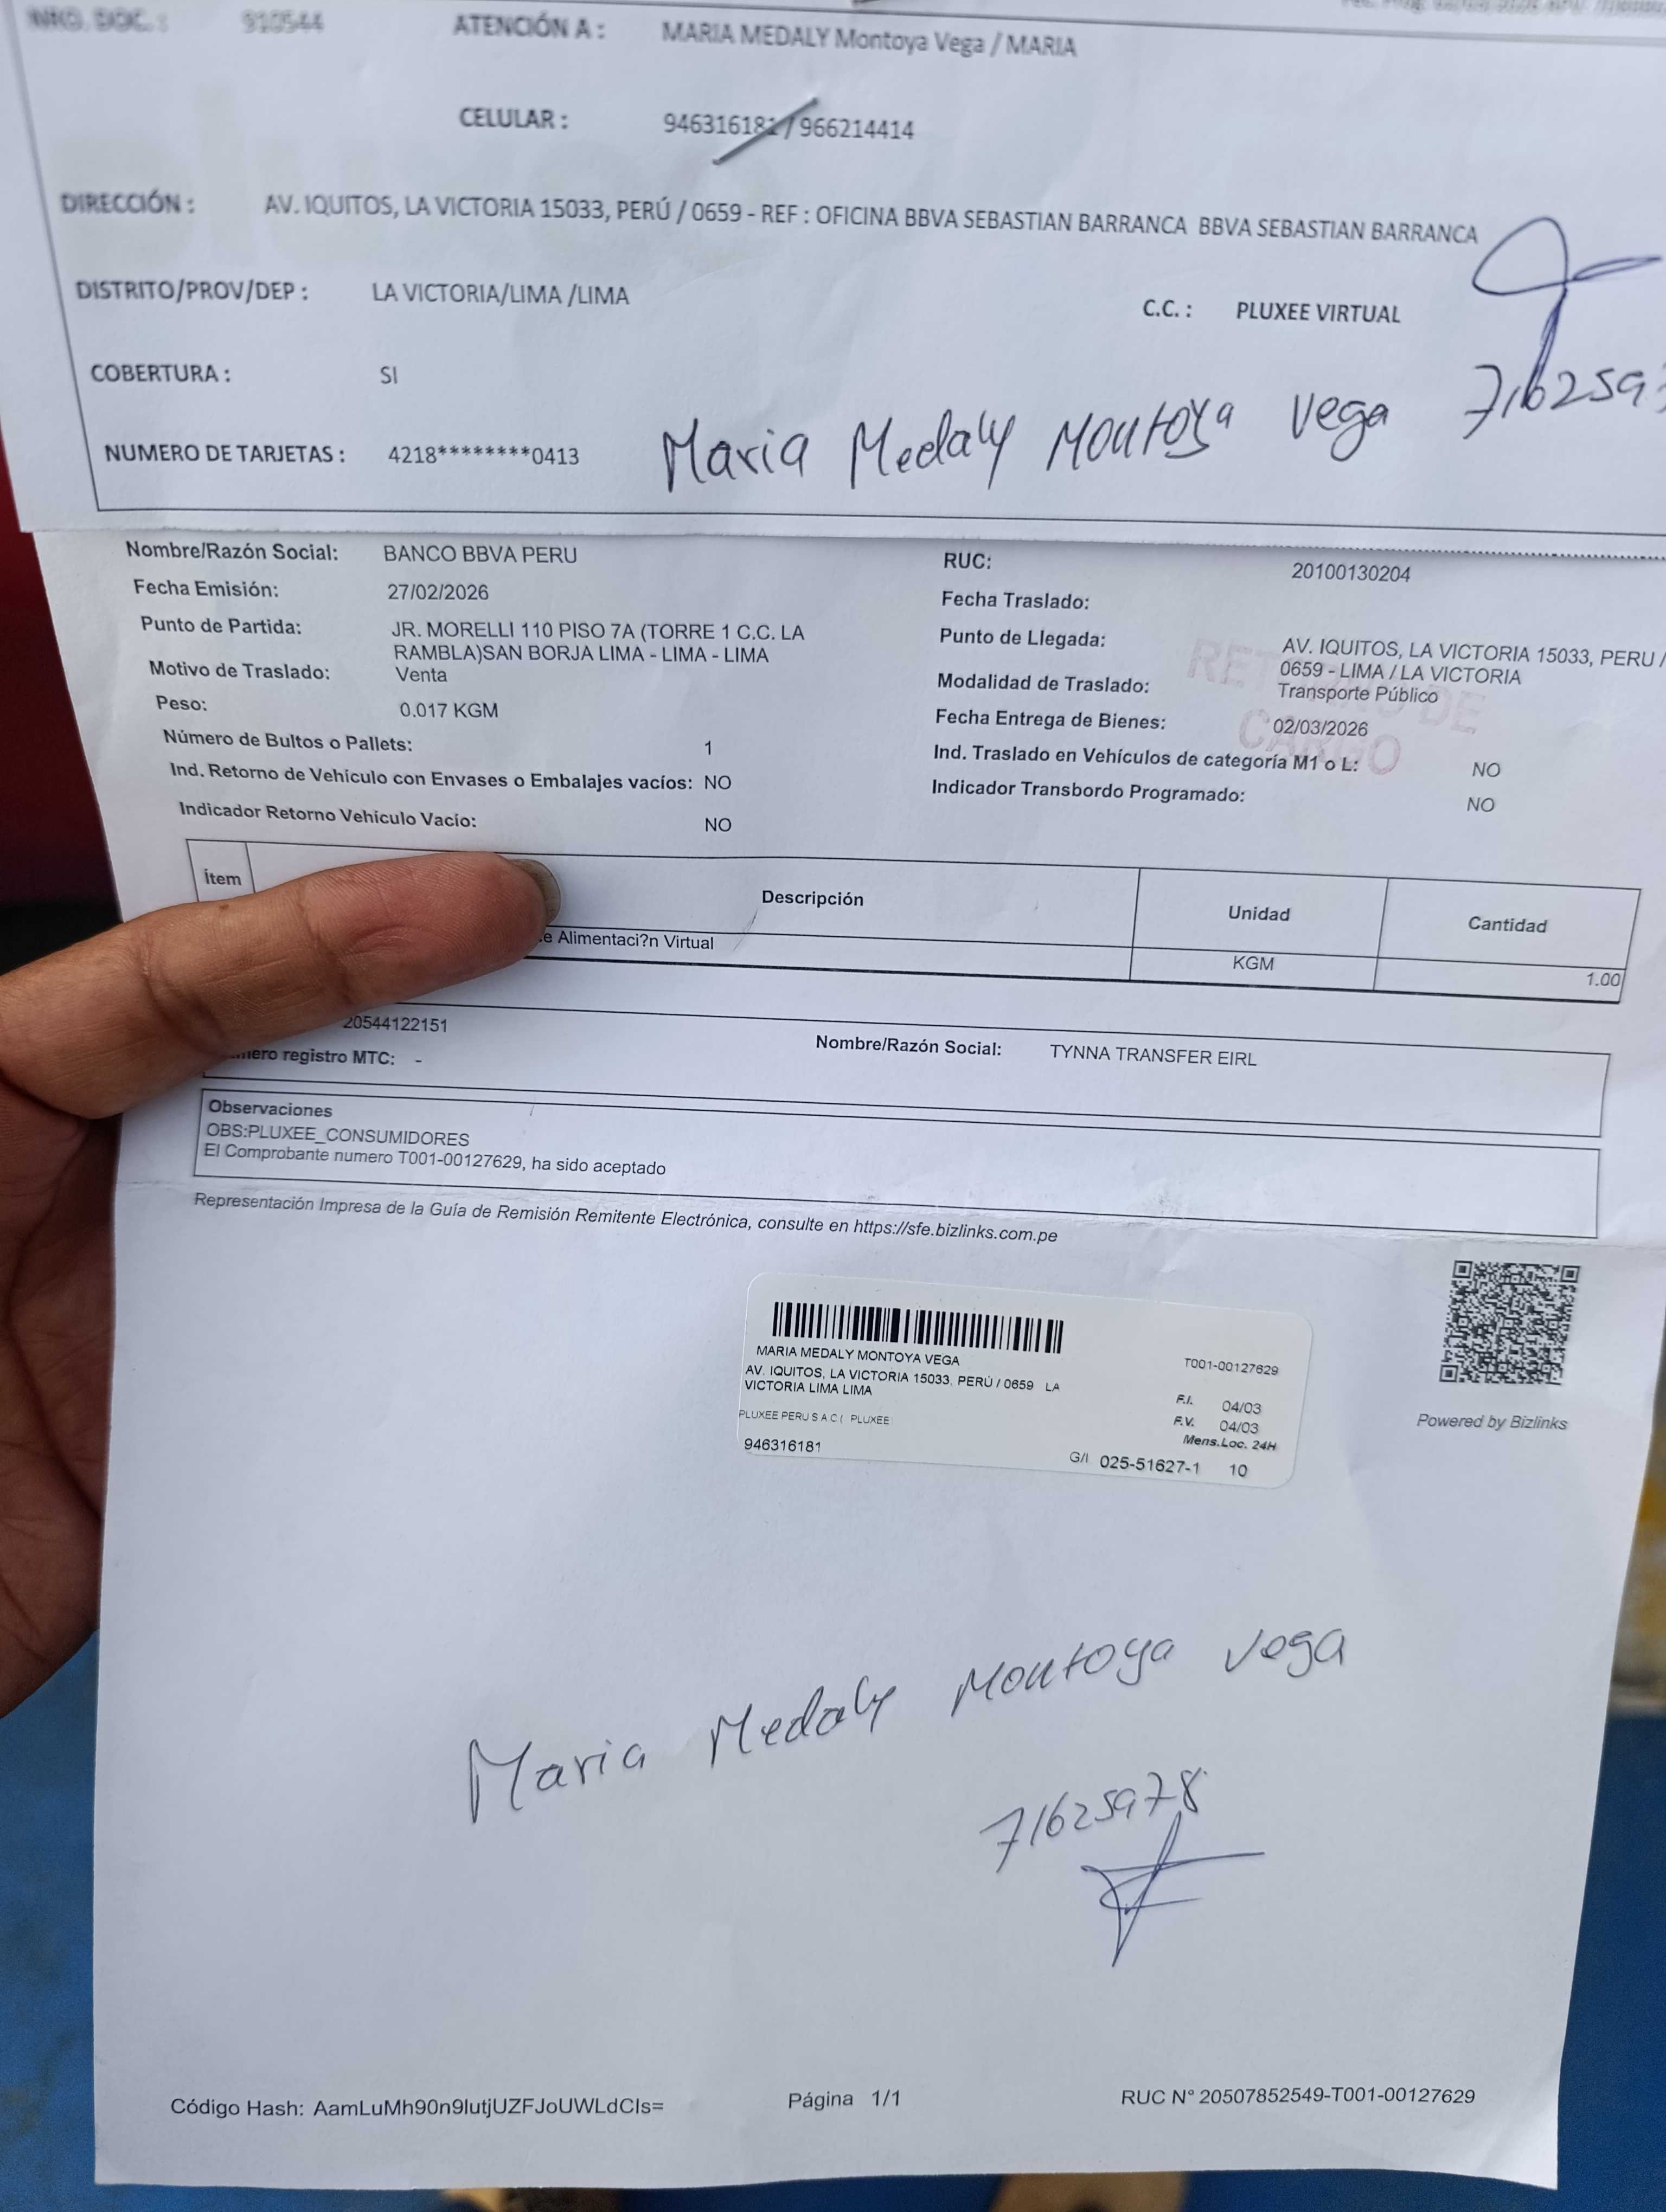 NRO. DOC. : 910544 ATENCIÓN A : MARIA MEDALY Montoya Vega / MARIA
CELULAR : 946316181 / 966214414
DIRECCIÓN : AV. IQUITOS, LA VICTORIA 15033, PERÚ / 0659 - REF : OFICINA BBVA SEBASTIAN BARRANCA BBVA SEBASTIAN BARRANCA
DISTRITO/PROV/DEP : LA VICTORIA/LIMA /LIMA C.C. : PLUXEE VIRTUAL
COBERTURA : SI
Maria Medaly Montoya Vega 7162597
NUMERO DE TARJETAS : 4218********0413
Nombre/Razón Social: BANCO BBVA PERU RUC: 20100130204
Fecha Emisión: 27/02/2026 Fecha Traslado:
Punto de Partida: JR. MORELLI 110 PISO 7A (TORRE 1 C.C. LA RAMBLA)SAN BORJA LIMA - LIMA - LIMA
Punto de Llegada: AV. IQUITOS, LA VICTORIA 15033, PERU / 0659 - LIMA / LA VICTORIA
Motivo de Traslado: Venta Modalidad de Traslado: Transporte Público
Peso: 0.017 KGM Fecha Entrega de Bienes: 02/03/2026
RETORNO DE
CARGO
Número de Bultos o Pallets: 1 Ind. Traslado en Vehículos de categoría M1 o L: NO
Ind. Retorno de Vehículo con Envases o Embalajes vacíos: NO Indicador Transbordo Programado: NO
Indicador Retorno Vehículo Vacío: NO
Ítem Descripción Unidad Cantidad
e Alimentaci?n Virtual KGM 1.00
20544122151 Nombre/Razón Social: TYNNA TRANSFER EIRL
mero registro MTC: -
Observaciones
OBS:PLUXEE_CONSUMIDORES
El Comprobante numero T001-00127629, ha sido aceptado
Representación Impresa de la Guía de Remisión Remitente Electrónica, consulte en https://sfe.bizlinks.com.pe
MARIA MEDALY MONTOYA VEGA T001-00127629
AV. IQUITOS, LA VICTORIA 15033, PERÚ / 0659 LA
VICTORIA LIMA LIMA
F.I. 04/03
PLUXEE PERU S A C ( PLUXEE F.V. 04/03
Mens.Loc. 24H
946316181 G/I 025-51627-1 10
Powered by Bizlinks
Maria Medaly Montoya Vega
71625978
Código Hash: AamLuMh90n9lutjUZFJoUWLdCIs= Página 1/1 RUC N° 20507852549-T001-00127629